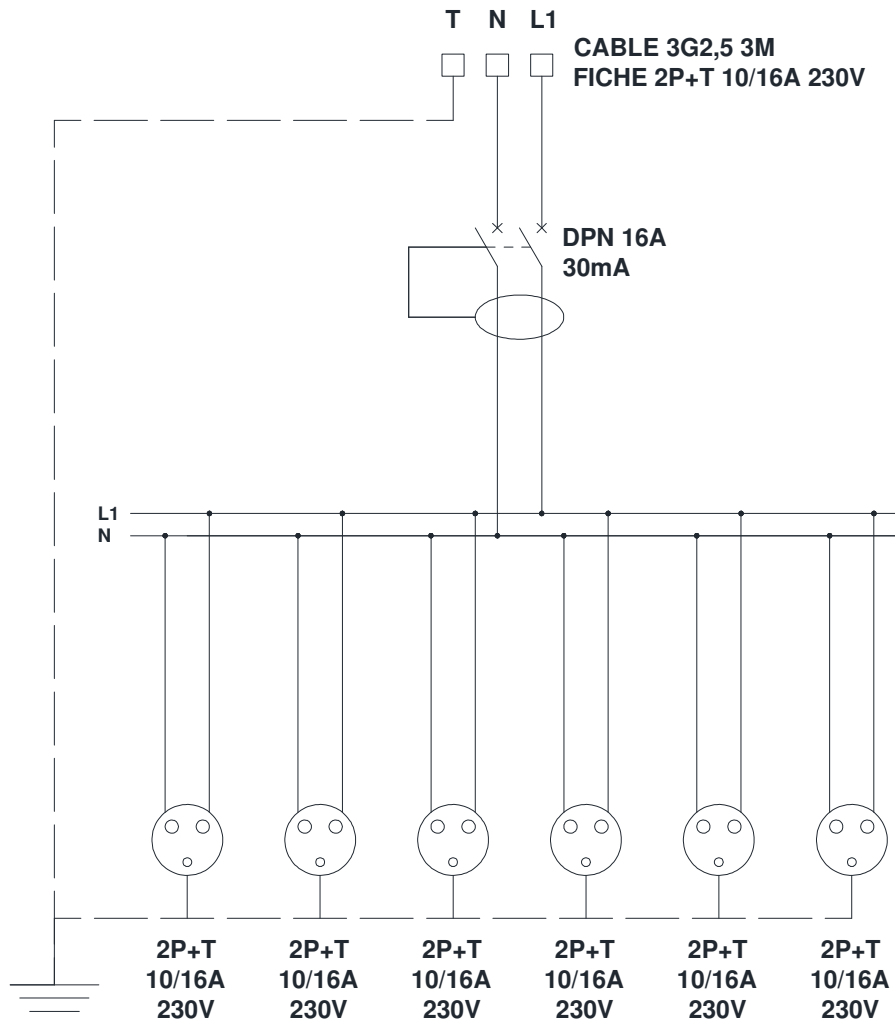 T N L1
CABLE 3G2,5 3M
FICHE 2P+T 10/16A 230V
DPN 16A
30mA
L1
N
2P+T 2P+T 2P+T 2P+T 2P+T 2P+T
10/16A 10/16A 10/16A 10/16A 10/16A 10/16A
230V 230V 230V 230V 230V 230V